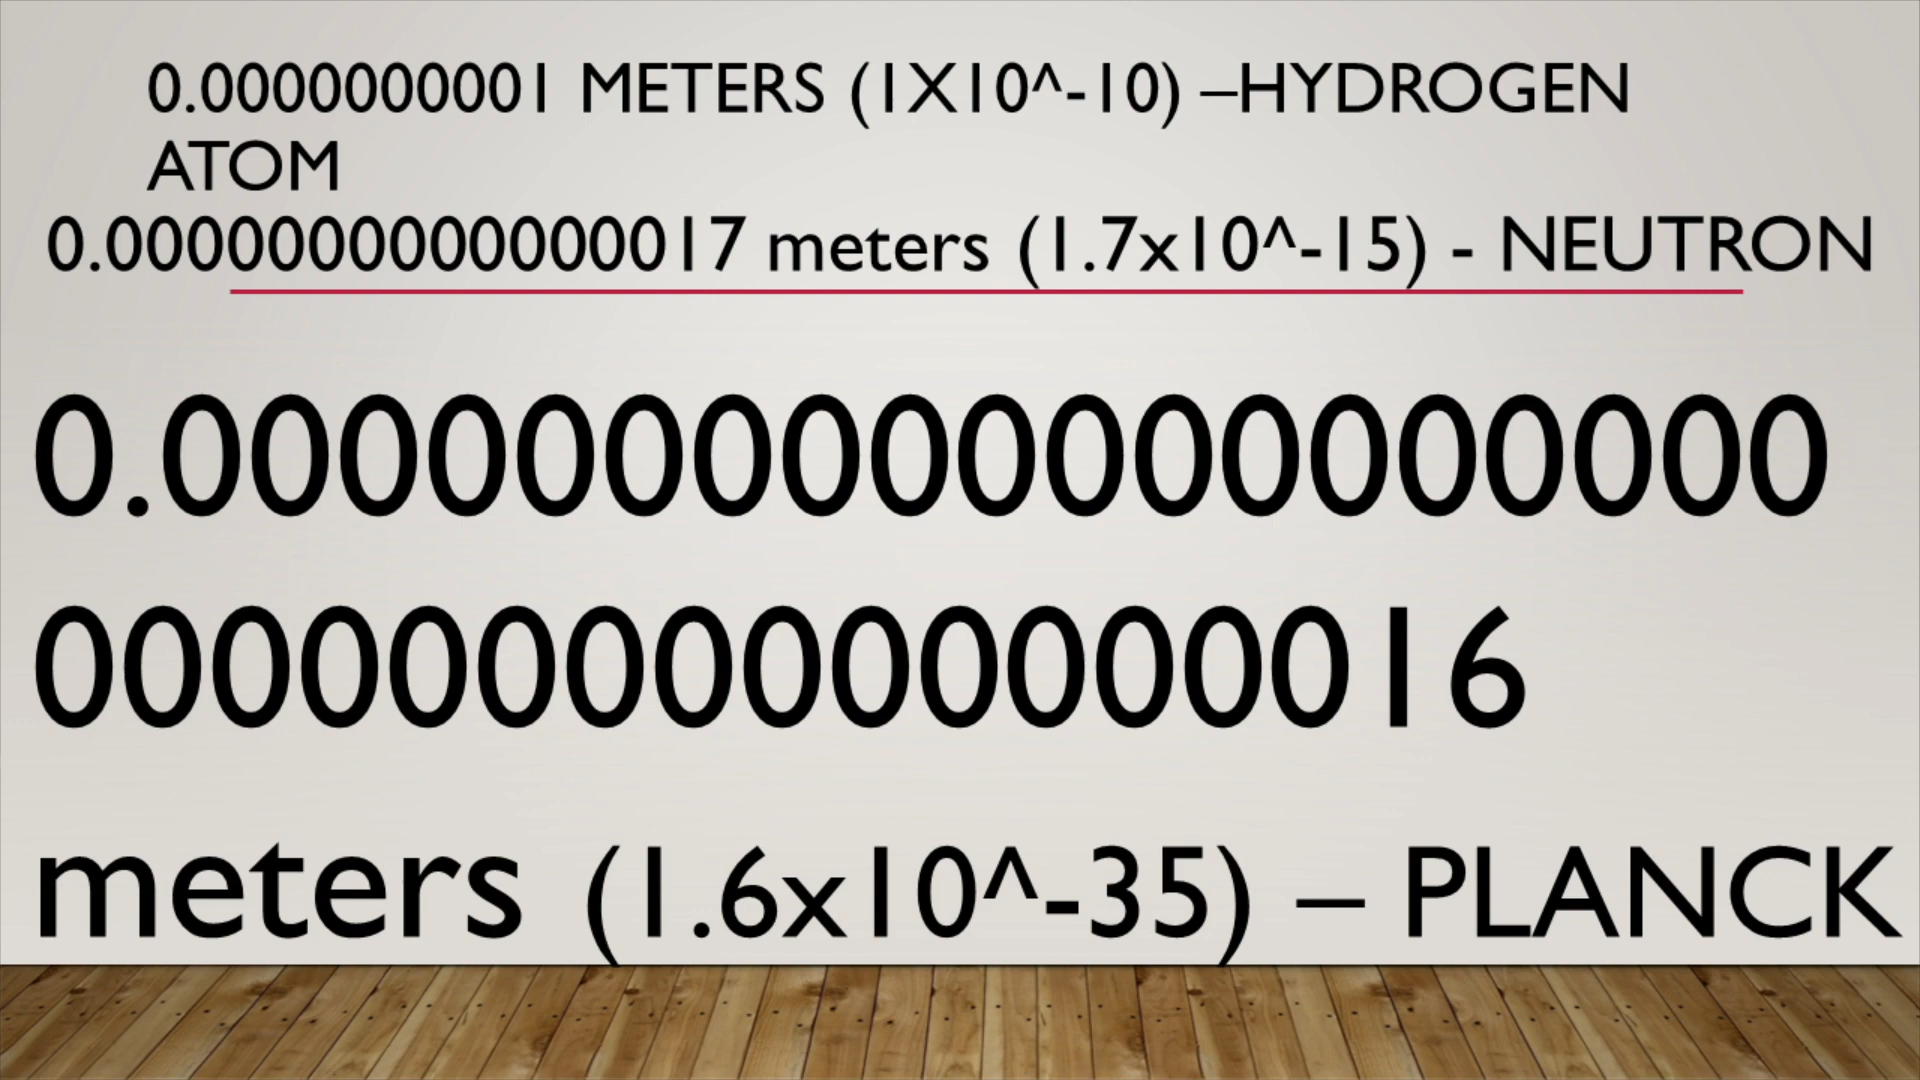 0.0000000001 METERS (1X10^-10) –HYDROGEN
ATOM
0.0000000000000017 meters (1.7x10^-15) - NEUTRON
0.0000000000000000000
00000000000000016
meters (1.6x10^-35) – PLANCK